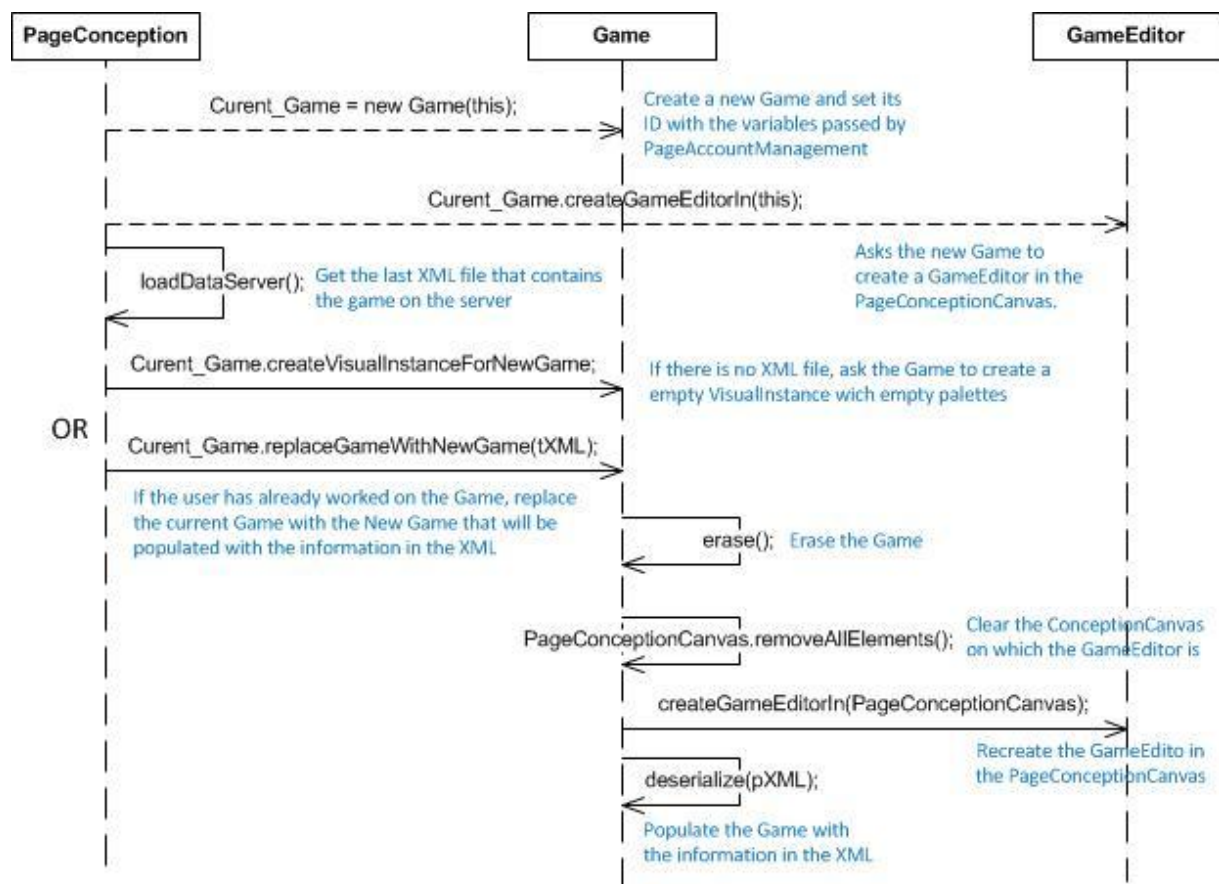 PageConception
Game
GameEditor
Curent_Game = new Game(this);
Create a new Game and set its
ID with the variables passed by
PageAccountManagement
Curent_Game.createGameEditorIn(this);
Asks the new Game to
create a GameEditor in the
PageConceptionCanvas.
loadDataServer();
Get the last XML file that contains
the game on the server
Curent_Game.createVisualInstanceForNewGame;
If there is no XML file, ask the Game to create a
empty VisualInstance wich empty palettes
OR
Curent_Game.replaceGameWithNewGame(tXML);
If the user has already worked on the Game, replace
the current Game with the New Game that will be
populated with the information in the XML
erase();
Erase the Game
PageConceptionCanvas.removeAllElements();
Clear the ConceptionCanvas
on which the GameEditor is
createGameEditorIn(PageConceptionCanvas);
Recreate the GameEdito in
the PageConceptionCanvas
deserialize(pXML);
Populate the Game with
the information in the XML